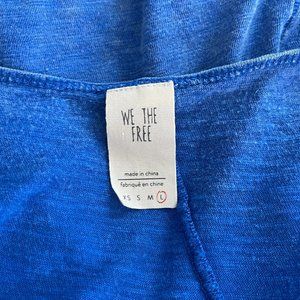 WE THE
FREE
made in china
fabriqué en chine
XS S M L